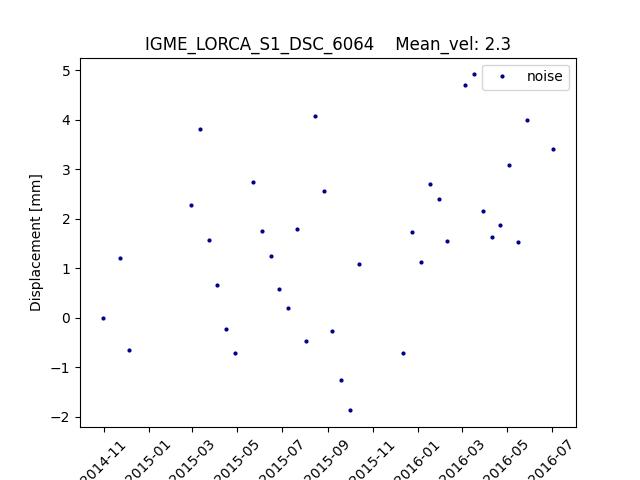 IGME_LORCA_S1_DSC_6064    Mean_vel: 2.3
noise
Displacement [mm]
5
4
3
2
1
0
−1
−2
2014-11 2015-01 2015-03 2015-05 2015-07 2015-09 2015-11 2016-01 2016-03 2016-05 2016-07